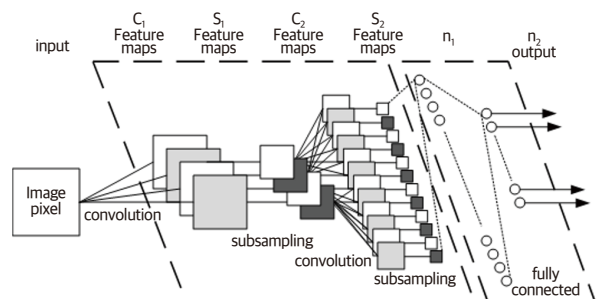 input
C₁
Feature
maps
S₁
Feature
maps
C₂
Feature
maps
S₂
Feature
maps
n₁
n₂
output
Image
pixel
convolution
subsampling
convolution
subsampling
fully
connected